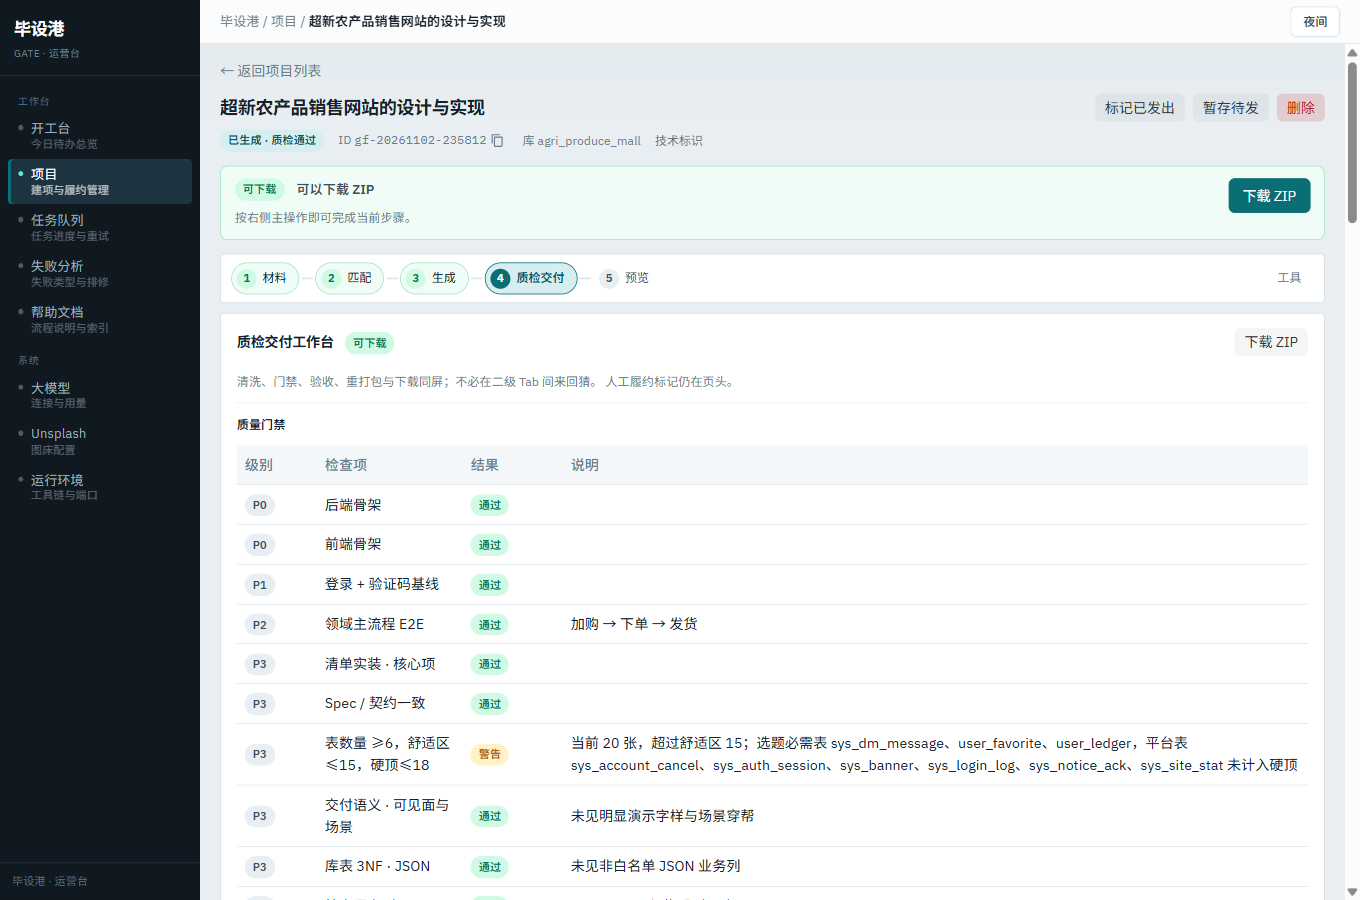 毕设港
GATE · 运营台
工作台
开工台
今日待办总览
项目
建项与履约管理
任务队列
任务进度与重试
失败分析
失败类型与排修
帮助文档
流程说明与索引
系统
大模型
连接与用量
Unsplash
图床配置
运行环境
工具链与端口
毕设港 · 运营台
毕设港 / 项目 / 超新农产品销售网站的设计与实现
夜间
← 返回项目列表
超新农产品销售网站的设计与实现
标记已发出
暂存待发
删除
已生成 · 质检通过
ID gf-20261102-235812
库 agri_produce_mall
技术标识
可下载
可以下载 ZIP
按右侧主操作即可完成当前步骤。
下载 ZIP
1 材料
2 匹配
3 生成
4 质检交付
5 预览
工具
质检交付工作台
可下载
下载 ZIP
清洗、门禁、验收、重打包与下载同屏；不必在二级 Tab 间来回猜。 人工履约标记仍在页头。
质量门禁
级别 检查项 结果 说明
P0 后端骨架 通过
P0 前端骨架 通过
P1 登录 + 验证码基线 通过
P2 领域主流程 E2E 通过 加购 → 下单 → 发货
P3 清单实装 · 核心项 通过
P3 Spec / 契约一致 通过
P3 表数量 ≥6，舒适区 ≤15，硬顶≤18 警告 当前 20 张，超过舒适区 15；选题必需表 sys_dm_message、user_favorite、user_ledger，平台表
sys_account_cancel、sys_auth_session、sys_banner、sys_login_log、sys_notice_ack、sys_site_stat 未计入硬顶
P3 交付语义 · 可见面与场景 通过 未见明显演示字样与场景穿帮
P3 库表 3NF · JSON 通过 未见非白名单 JSON 业务列